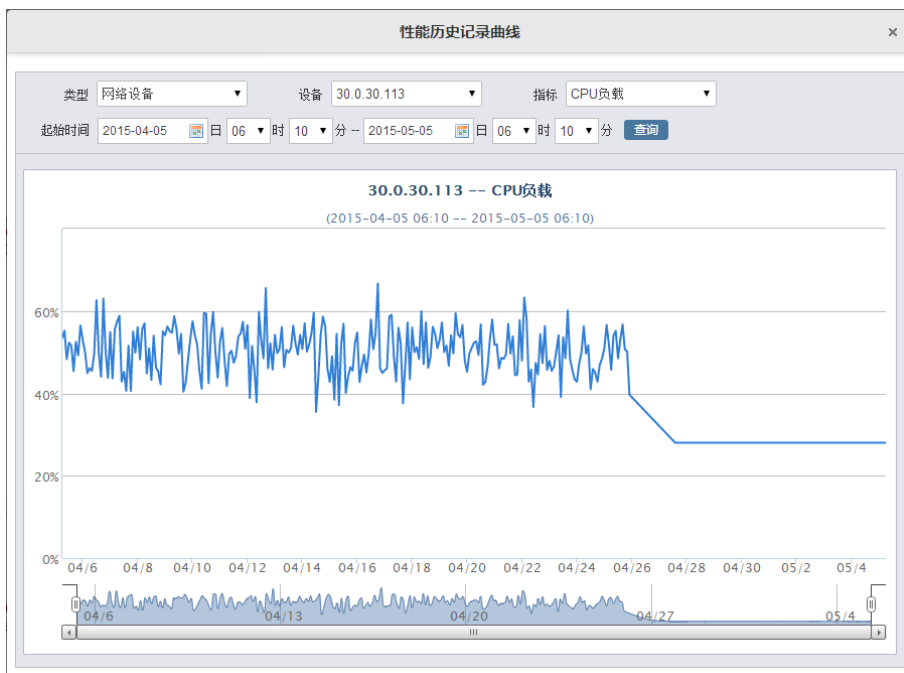 性能历史记录曲线 ×
类型 网络设备 设备 30.0.30.113 指标 CPU负载
起始时间 2015-04-05 日 06 时 10 分 -- 2015-05-05 日 06 时 10 分 查询
30.0.30.113 -- CPU负载
(2015-04-05 06:10 -- 2015-05-05 06:10)
60%
40%
20%
0%
04/6 04/8 04/10 04/12 04/14 04/16 04/18 04/20 04/22 04/24 04/26 04/28 04/30 05/2 05/4
04/6 04/13 04/20 04/27 05/4